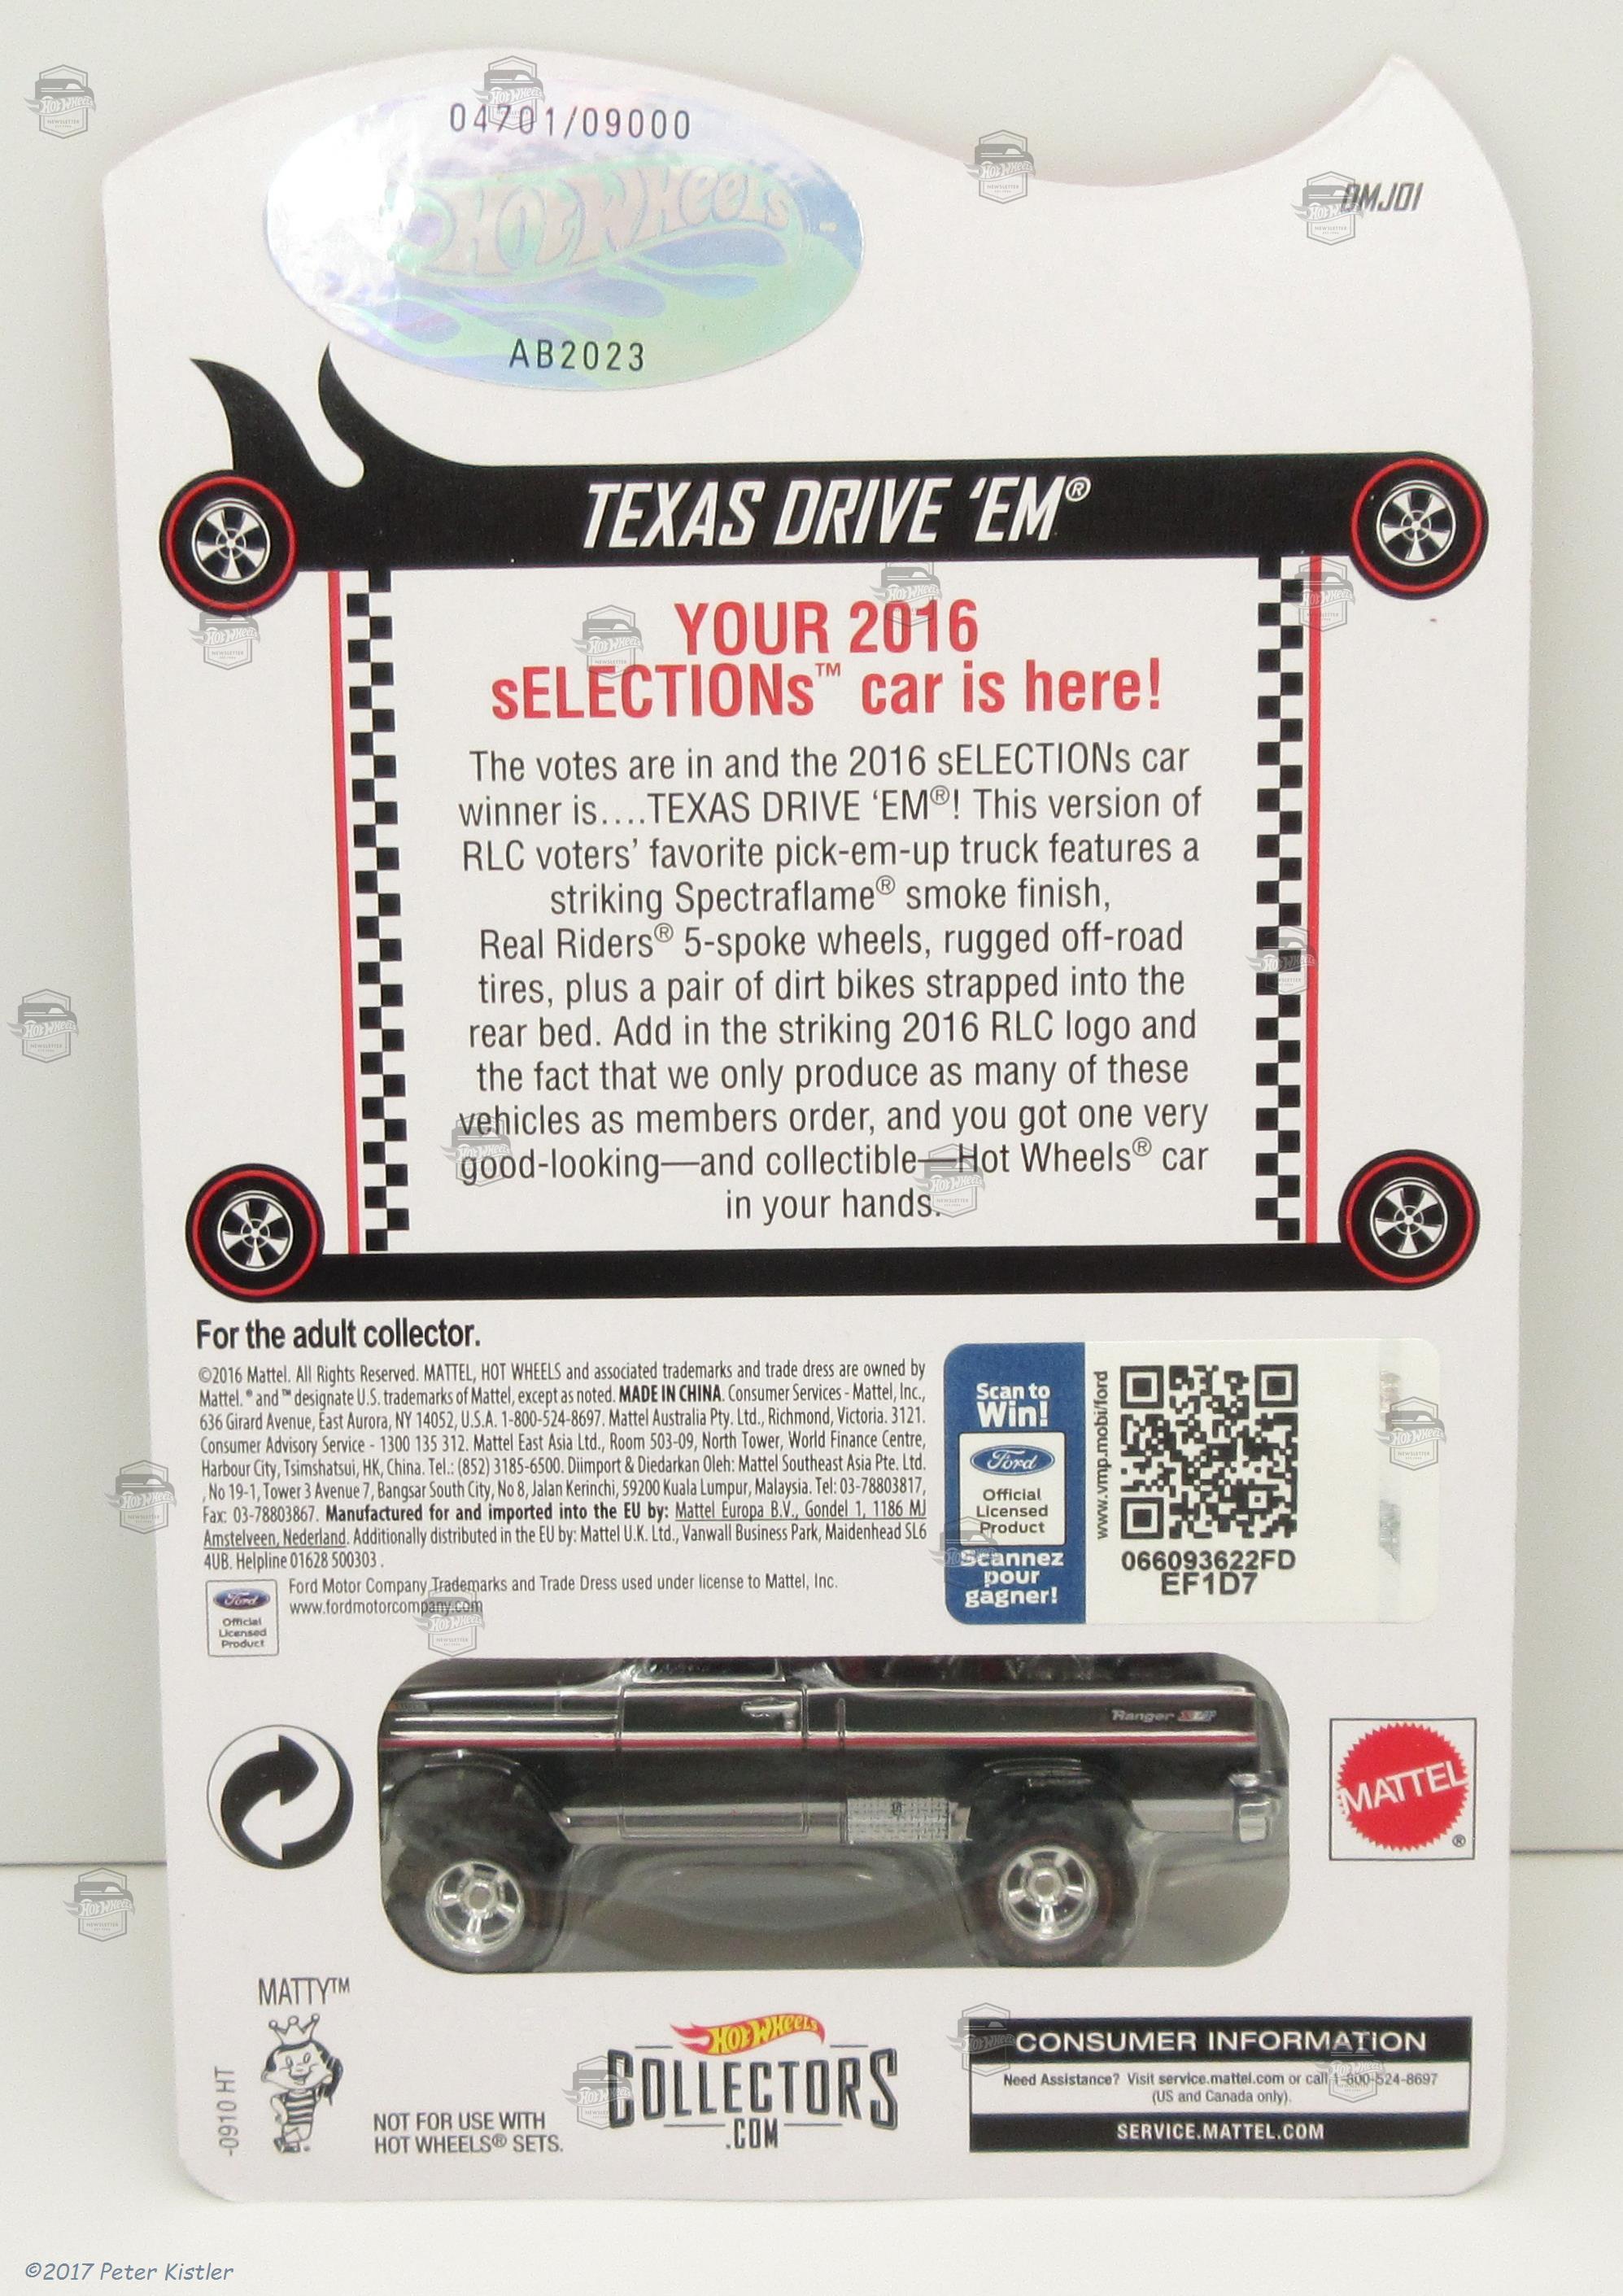 04701/09000
Hot Wheels
AB2023
DMJ01
TEXAS DRIVE ‘EM®
YOUR 2016
sELECTIONs™ car is here!
The votes are in and the 2016 sELECTIONs car
winner is....TEXAS DRIVE ‘EM®! This version of
RLC voters’ favorite pick-em-up truck features a
striking Spectraflame® smoke finish,
Real Riders® 5-spoke wheels, rugged off-road
tires, plus a pair of dirt bikes strapped into the
rear bed. Add in the striking 2016 RLC logo and
the fact that we only produce as many of these
vehicles as members order, and you got one very
good-looking—and collectible—Hot Wheels® car
in your hands.
For the adult collector.
©2016 Mattel. All Rights Reserved. MATTEL, HOT WHEELS and associated trademarks and trade dress are owned by
Mattel. ® and ™ designate U.S. trademarks of Mattel, except as noted. MADE IN CHINA. Consumer Services - Mattel, Inc.,
636 Girard Avenue, East Aurora, NY 14052, U.S.A. 1-800-524-8697. Mattel Australia Pty. Ltd., Richmond, Victoria. 3121.
Consumer Advisory Service - 1300 135 312. Mattel East Asia Ltd., Room 503-09, North Tower, World Finance Centre,
Harbour City, Tsimshatsui, HK, China. Tel.: (852) 3185-6500. Diimport & Diedarkan Oleh: Mattel Southeast Asia Pte. Ltd.
, No 19-1, Tower 3 Avenue 7, Bangsar South City, No 8, Jalan Kerinchi, 59200 Kuala Lumpur, Malaysia. Tel: 03-78803817,
Fax: 03-78803867. Manufactured for and imported into the EU by: Mattel Europa B.V., Gondel 1, 1186 MJ
Amstelveen, Nederland. Additionally distributed in the EU by: Mattel U.K. Ltd., Vanwall Business Park, Maidenhead SL6
4UB. Helpline 01628 500303 .
Ford
Official
Licensed
Product
Ford Motor Company Trademarks and Trade Dress used under license to Mattel, Inc.
www.fordmotorcompany.com
Scan to
Win!
Ford
Official
Licensed
Product
Scannez
pour
gagner!
www.vmp.mobi/ford
066093622FD
EF1D7
Ranger XLT
MATTEL
®
MATTY™
-0910 HT
NOT FOR USE WITH
HOT WHEELS® SETS.
Hot Wheels
COLLECTORS
.COM
CONSUMER INFORMATION
Need Assistance? Visit service.mattel.com or call 1-800-524-8697
(US and Canada only).
SERVICE.MATTEL.COM
©2017 Peter Kistler